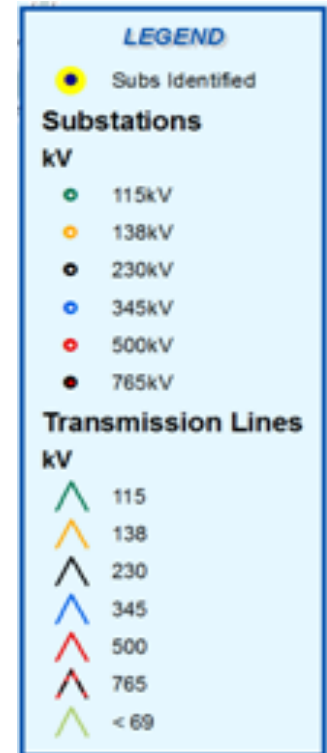 LEGEND
Subs Identified
Substations
kV
115kV
138kV
230kV
345kV
500kV
765kV
Transmission Lines
kV
115
138
230
345
500
765
< 69